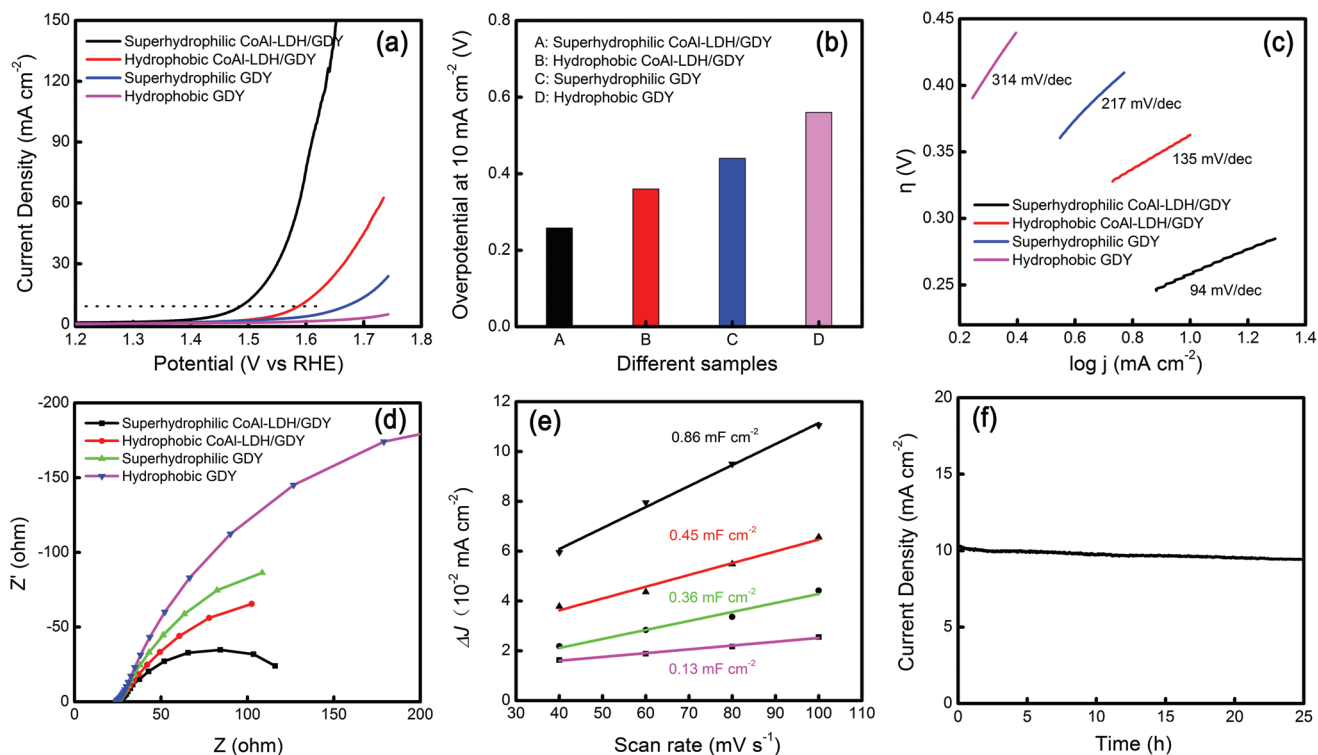 (a)
Superhydrophilic CoAl-LDH/GDY
Hydrophobic CoAl-LDH/GDY
Superhydrophilic GDY
Hydrophobic GDY
Current Density (mA cm⁻²)
150
120
90
60
30
0
1.2 1.3 1.4 1.5 1.6 1.7 1.8
Potential (V vs RHE)
(b)
A: Superhydrophilic CoAl-LDH/GDY
B: Hydrophobic CoAl-LDH/GDY
C: Superhydrophilic GDY
D: Hydrophobic GDY
Overpotential at 10 mA cm⁻² (V)
0.8
0.6
0.4
0.2
0.0
A B C D
Different samples
(c)
314 mV/dec
217 mV/dec
135 mV/dec
Superhydrophilic CoAl-LDH/GDY
Hydrophobic CoAl-LDH/GDY
Superhydrophilic GDY
Hydrophobic GDY
94 mV/dec
η (V)
0.45
0.40
0.35
0.30
0.25
0.2 0.4 0.6 0.8 1.0 1.2 1.4
log j (mA cm⁻²)
(d)
Superhydrophilic CoAl-LDH/GDY
Hydrophobic CoAl-LDH/GDY
Superhydrophilic GDY
Hydrophobic GDY
Z' (ohm)
-200
-150
-100
-50
0
0 50 100 150 200
Z (ohm)
(e)
0.86 mF cm⁻²
0.45 mF cm⁻²
0.36 mF cm⁻²
0.13 mF cm⁻²
ΔJ (10⁻² mA cm⁻²)
12
10
8
6
4
2
0
30 40 50 60 70 80 90 100 110
Scan rate (mV s⁻¹)
(f)
Current Density (mA cm⁻²)
20
15
10
5
0
0 5 10 15 20 25
Time (h)